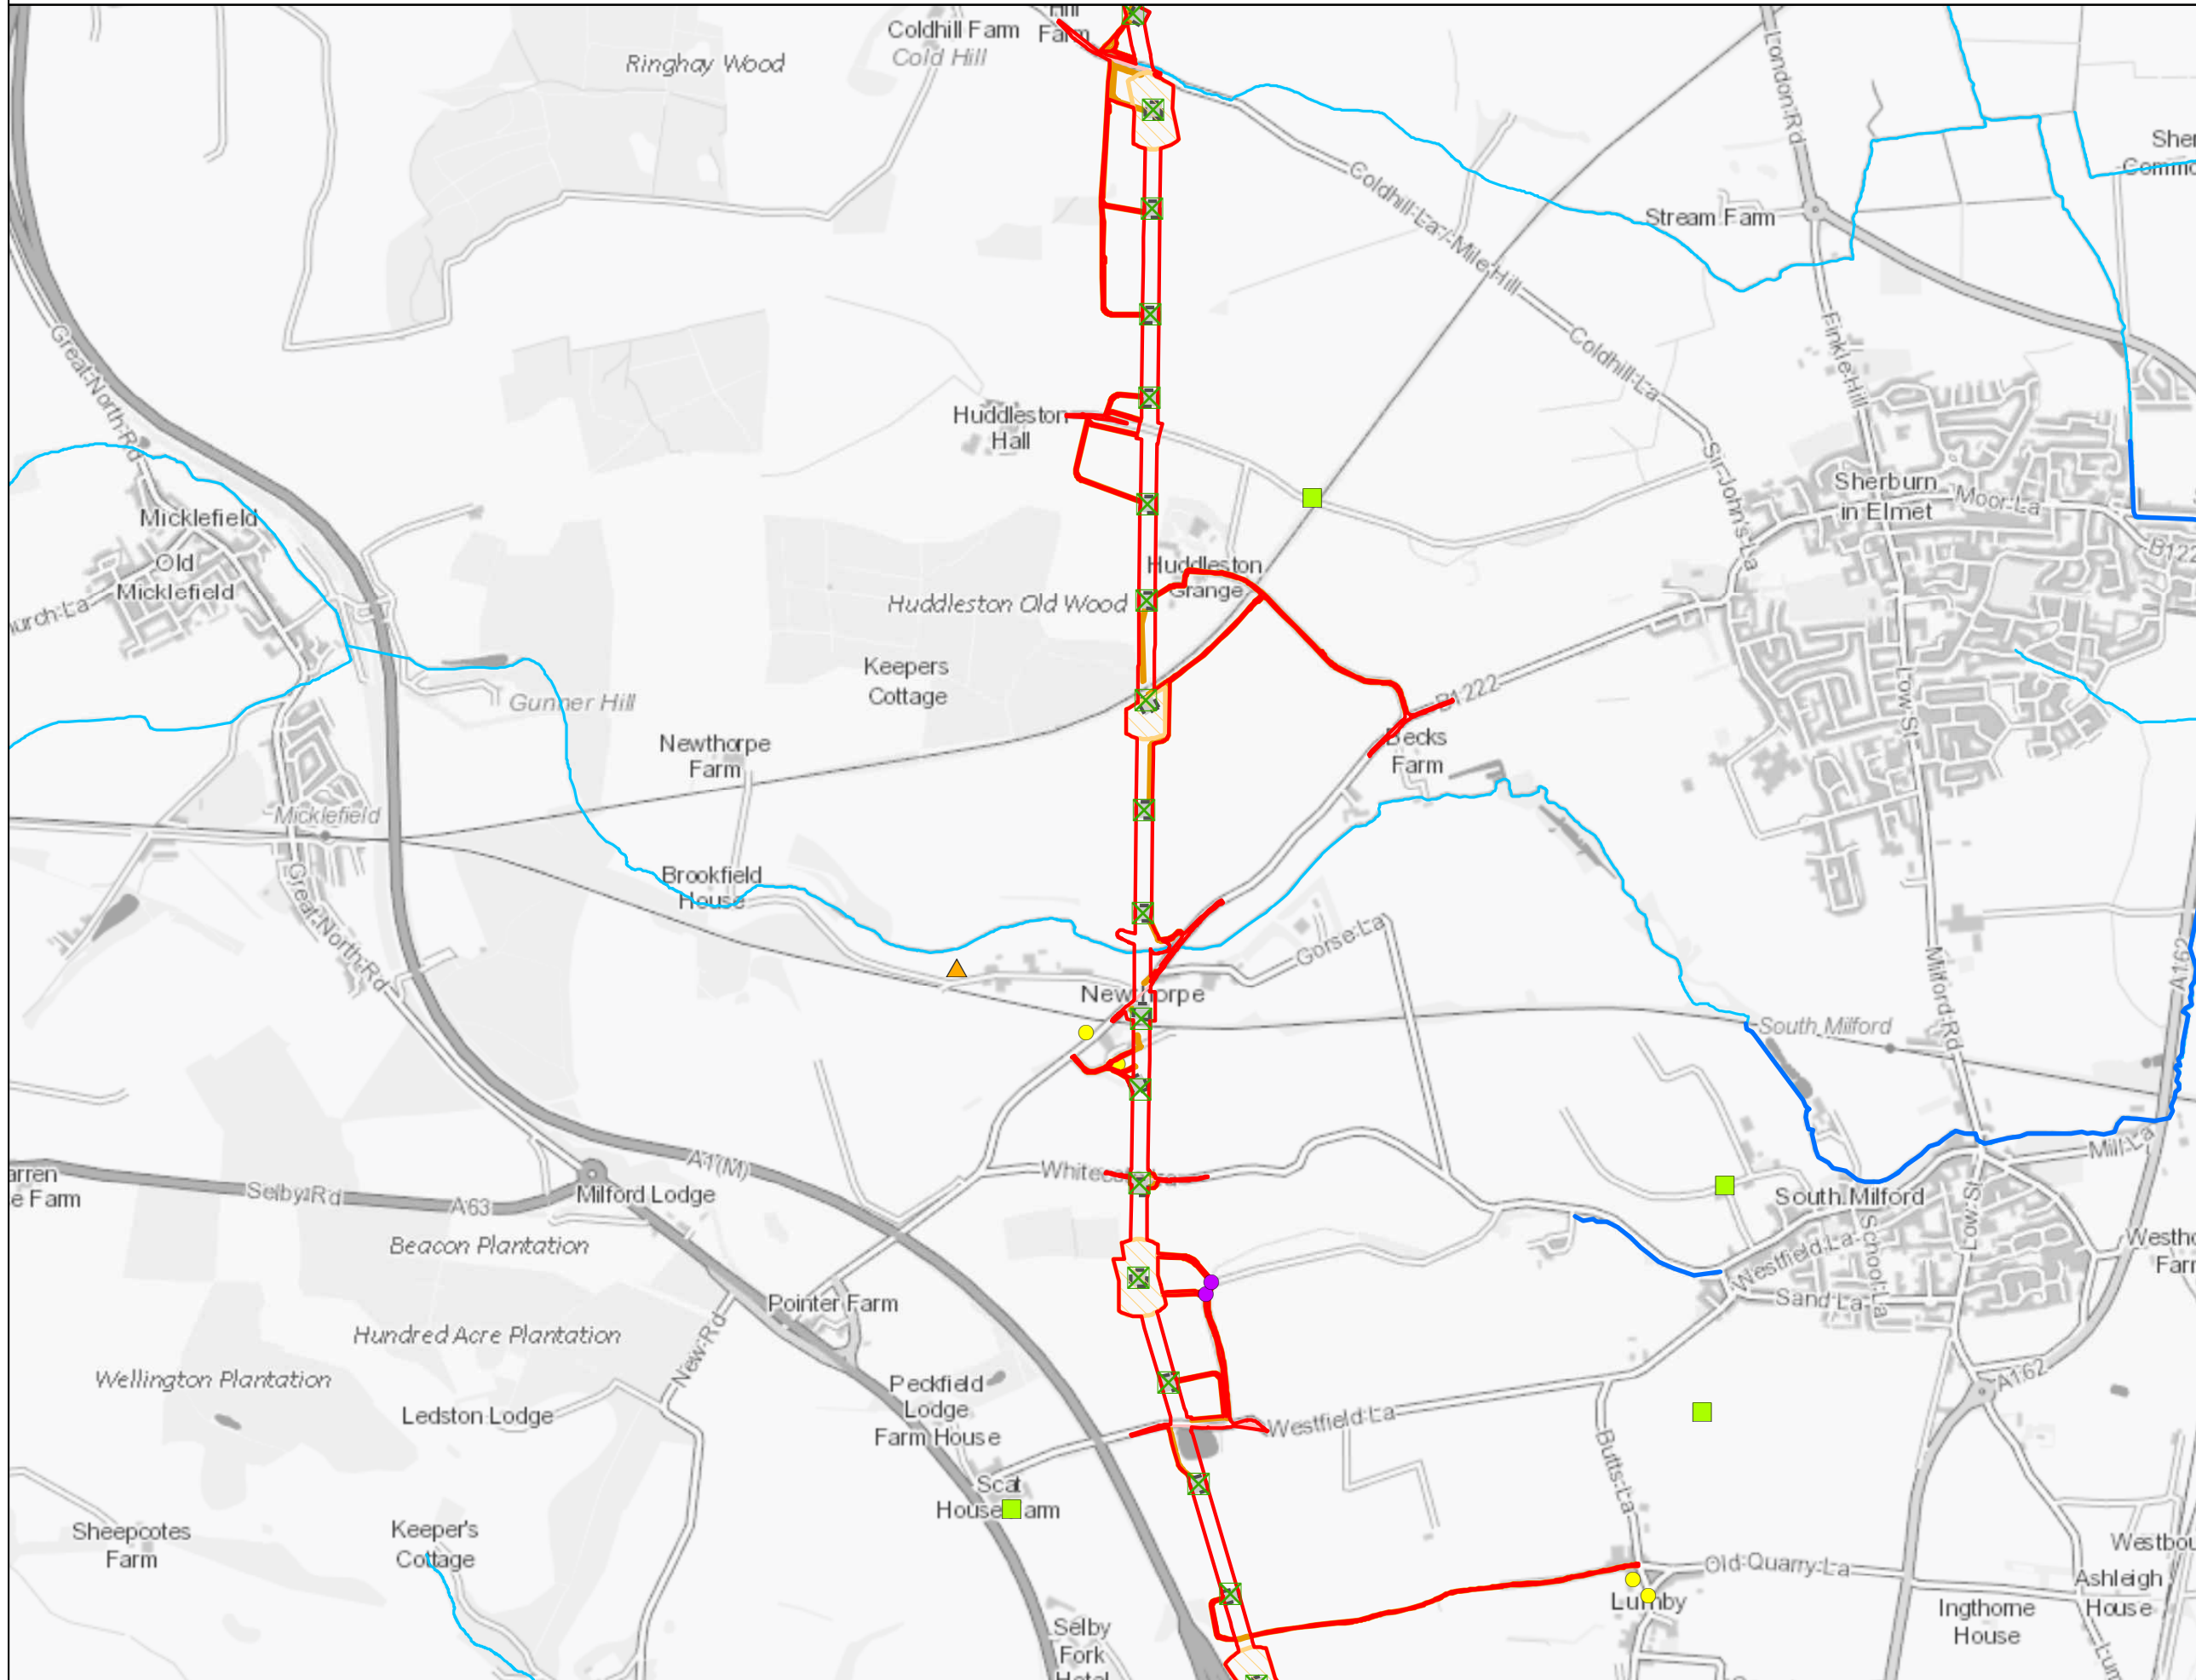 Hill
Farm
Coldhill Farm
Cold Hill
Ringhay Wood
London Rd
Stream Farm
Coldhill La / Mile Hill
Coldhill La
Finkle Hill
Great North Rd
Huddleston
Hall
Sir John's La
Sherburn
in Elmet
Moor La
Micklefield
Old
Micklefield
Huddleston
Grange
Huddleston Old Wood
Keepers
Cottage
Gunner Hill
B1222
Low St
Becks
Farm
Newthorpe
Farm
Micklefield
Brookfield
House
Great North Rd
Gorse La
Milford Rd
A162
Newthorpe
South Milford
Mill La
A1(M)
Selby Rd
A63
Milford Lodge
South Milford
Low St
School La
Westfield La
Beacon Plantation
Sand La
Pointer Farm
Hundred Acre Plantation
New Rd
Wellington Plantation
Peckfield
Lodge
Farm House
Ledston Lodge
Westfield La
A162
Butts La
Scat
House Farm
Sheepcotes
Farm
Keeper's
Cottage
Old Quarry La
Ashleigh
House
Lumby
Ingthorne
House
Selby
Fork
Hotel